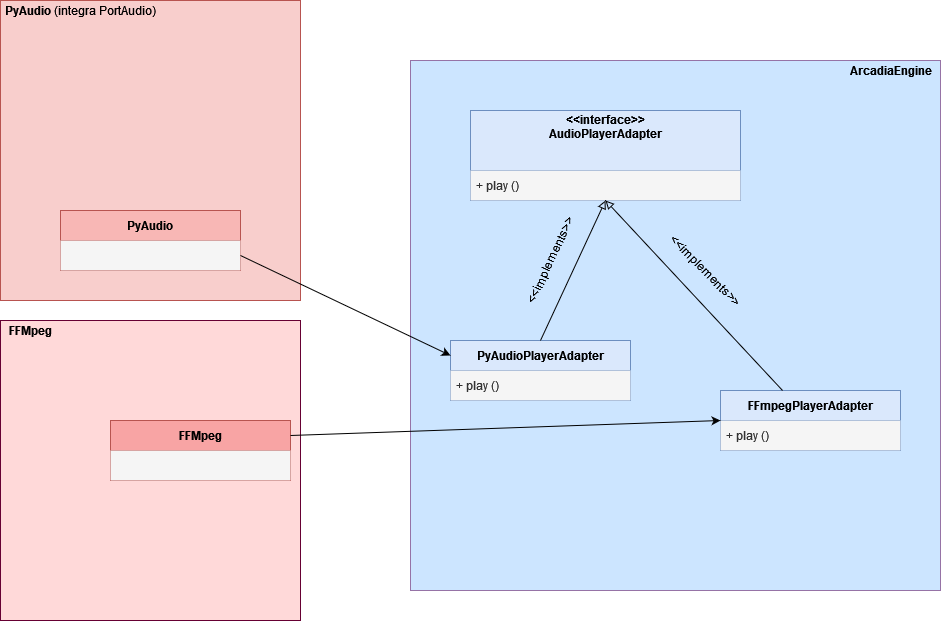 PyAudio (integra PortAudio)
ArcadiaEngine
<<interface>>
AudioPlayerAdapter
+ play ()
PyAudio
<<implements>>
<<implements>>
FFMpeg
PyAudioPlayerAdapter
+ play ()
FFmpegPlayerAdapter
+ play ()
FFMpeg